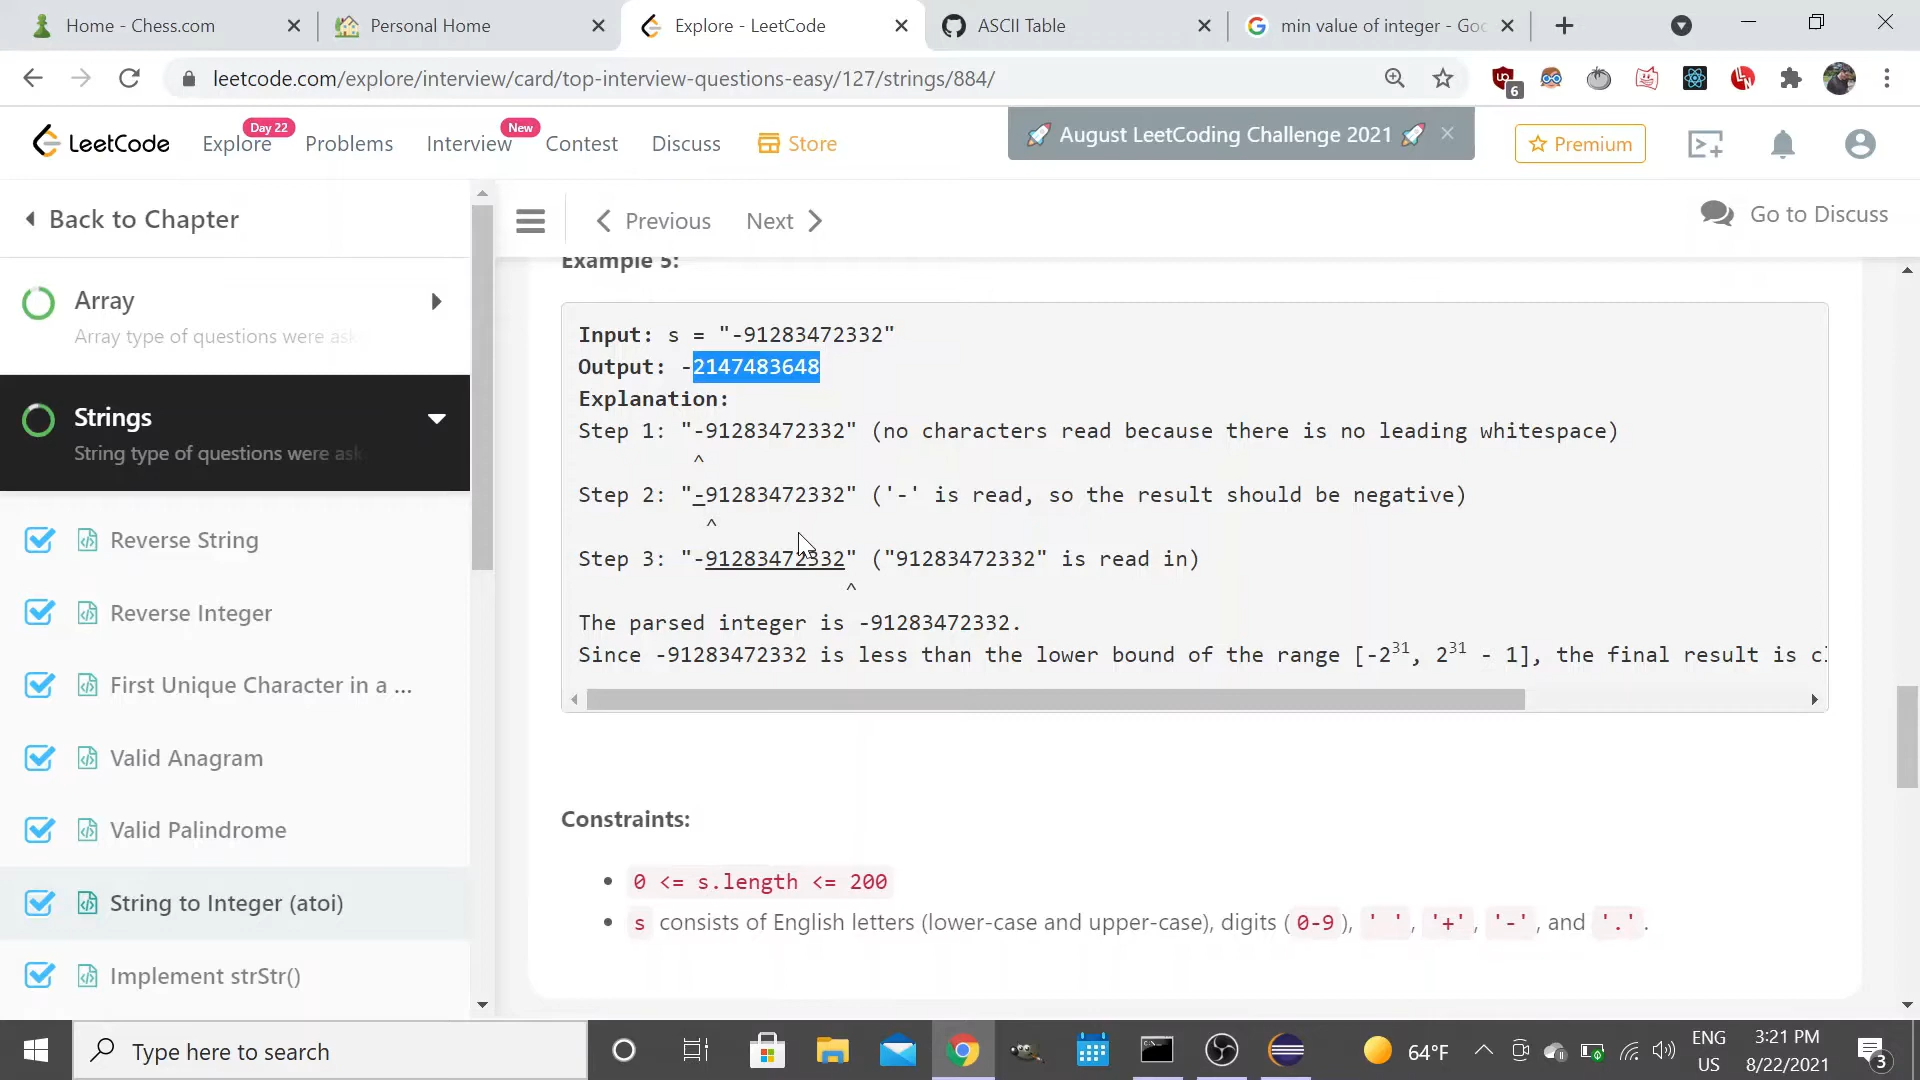 Home - Chess.com
Personal Home
Explore - LeetCode
ASCII Table
min value of integer - Goo
leetcode.com/explore/interview/card/top-interview-questions-easy/127/strings/884/
6
LeetCode
Explore
Day 22
Problems
Interview
New
Contest
Discuss
Store
🚀 August LeetCoding Challenge 2021 🚀
Premium
Back to Chapter
Previous
Next
Go to Discuss
Array
Array type of questions were ask
Strings
String type of questions were ask
Reverse String
Reverse Integer
First Unique Character in a ...
Valid Anagram
Valid Palindrome
String to Integer (atoi)
Implement strStr()
Example 5:
Input: s = "-91283472332"
Output: -2147483648
Explanation:
Step 1: "-91283472332" (no characters read because there is no leading whitespace)
^
Step 2: "-91283472332" ('-' is read, so the result should be negative)
^
Step 3: "-91283472332" ("91283472332" is read in)
^
The parsed integer is -91283472332.
Since -91283472332 is less than the lower bound of the range [-2³¹, 2³¹ - 1], the final result is cl
Constraints:
0 <= s.length <= 200
s consists of English letters (lower-case and upper-case), digits (0-9), ' ', '+', '-', and '.'.
Type here to search
64°F
ENG
US
3:21 PM
8/22/2021
3